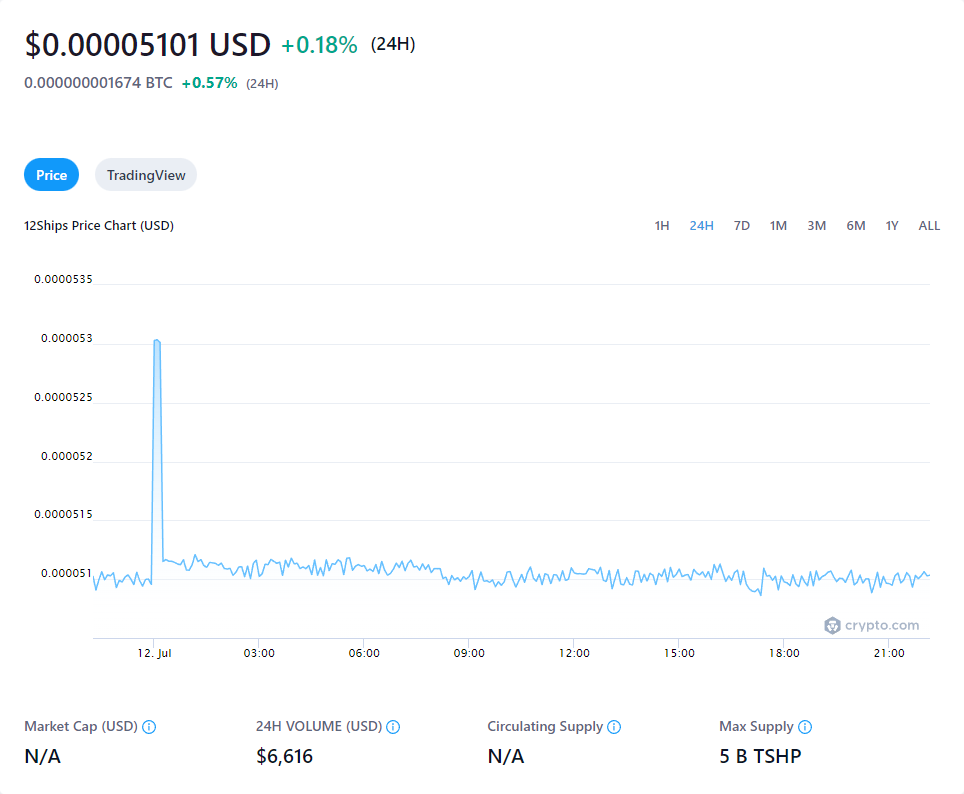 $0.00005101 USD +0.18% (24H)
0.000000001674 BTC +0.57% (24H)
Price TradingView
12Ships Price Chart (USD) 1H 24H 7D 1M 3M 6M 1Y ALL
0.0000535
0.000053
0.0000525
0.000052
0.0000515
0.000051
crypto.com
12. Jul 03:00 06:00 09:00 12:00 15:00 18:00 21:00
Market Cap (USD) 24H VOLUME (USD) Circulating Supply Max Supply
N/A $6,616 N/A 5 B TSHP